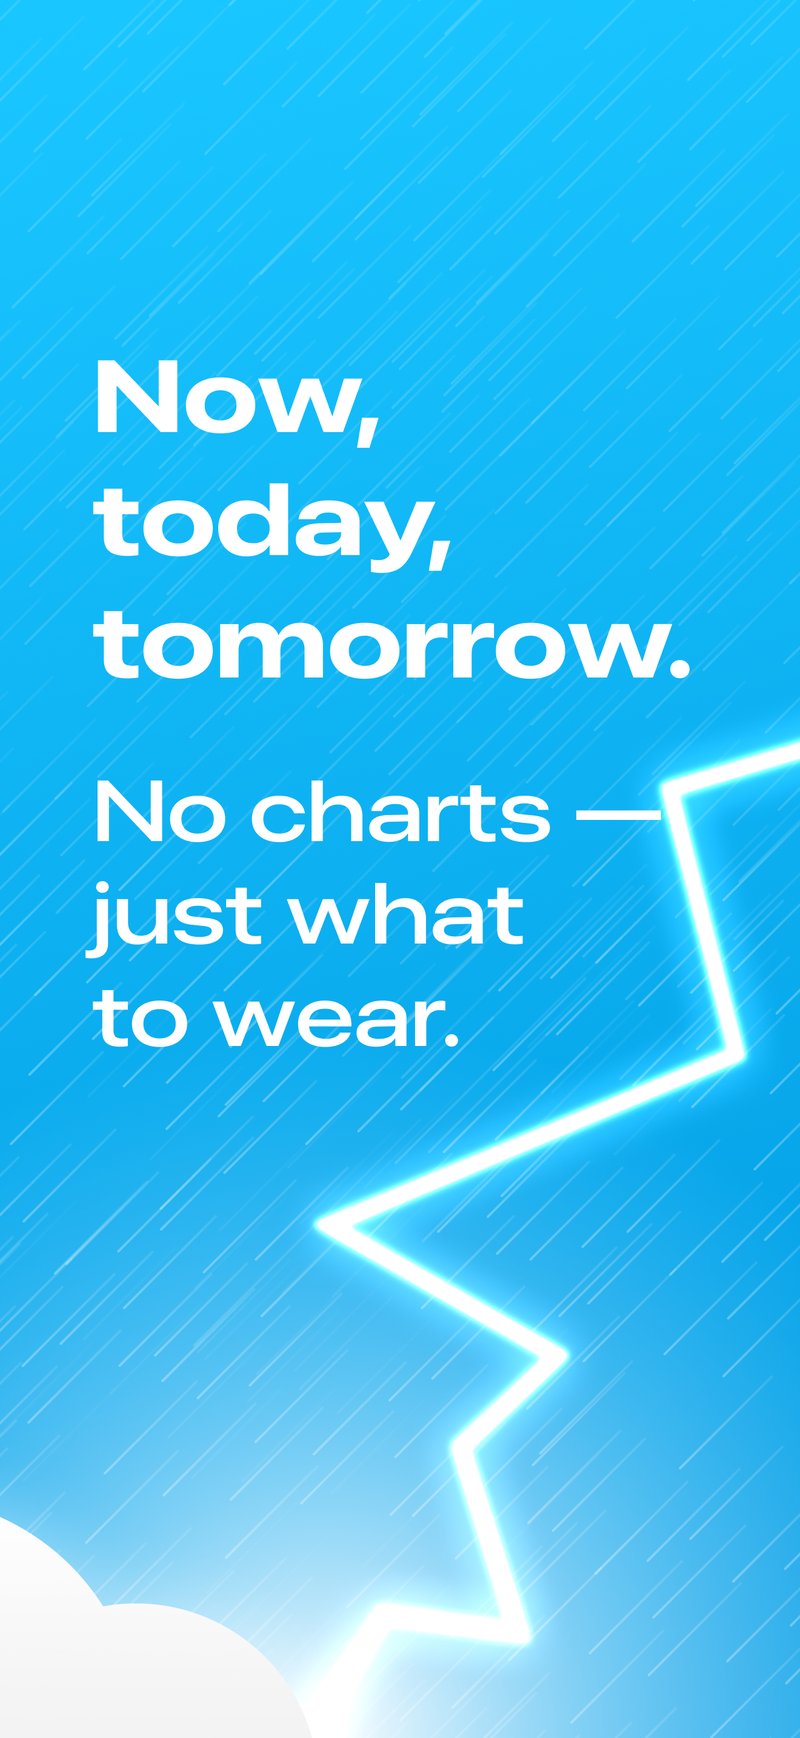 Now,
today,
tomorrow.
No charts —
just what
to wear.